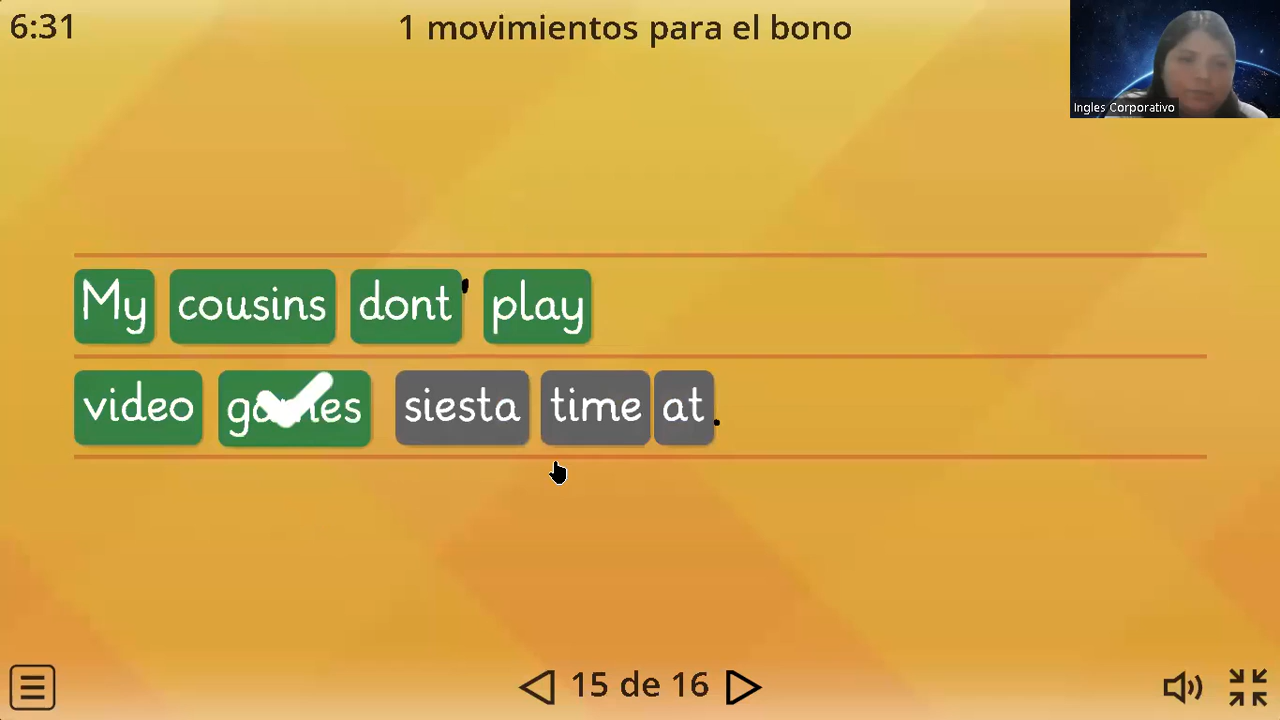 6:31
1 movimientos para el bono
Ingles Corporativo
My cousins dont' play
video games siesta time at.
15 de 16